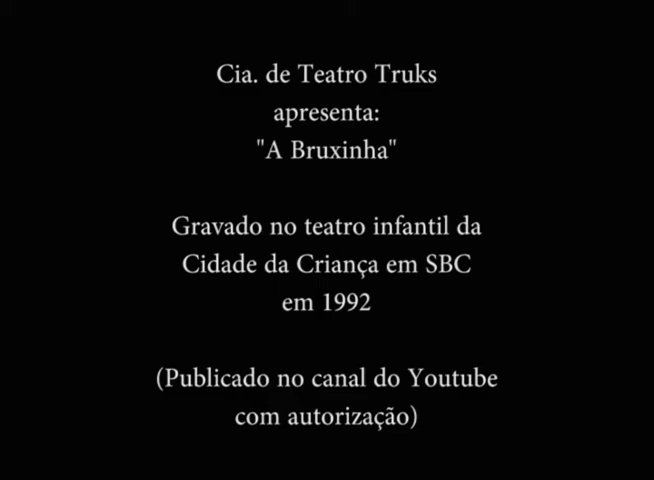 Cia. de Teatro Truks
apresenta:
"A Bruxinha"
Gravado no teatro infantil da
Cidade da Criança em SBC
em 1992
(Publicado no canal do Youtube
com autorização)